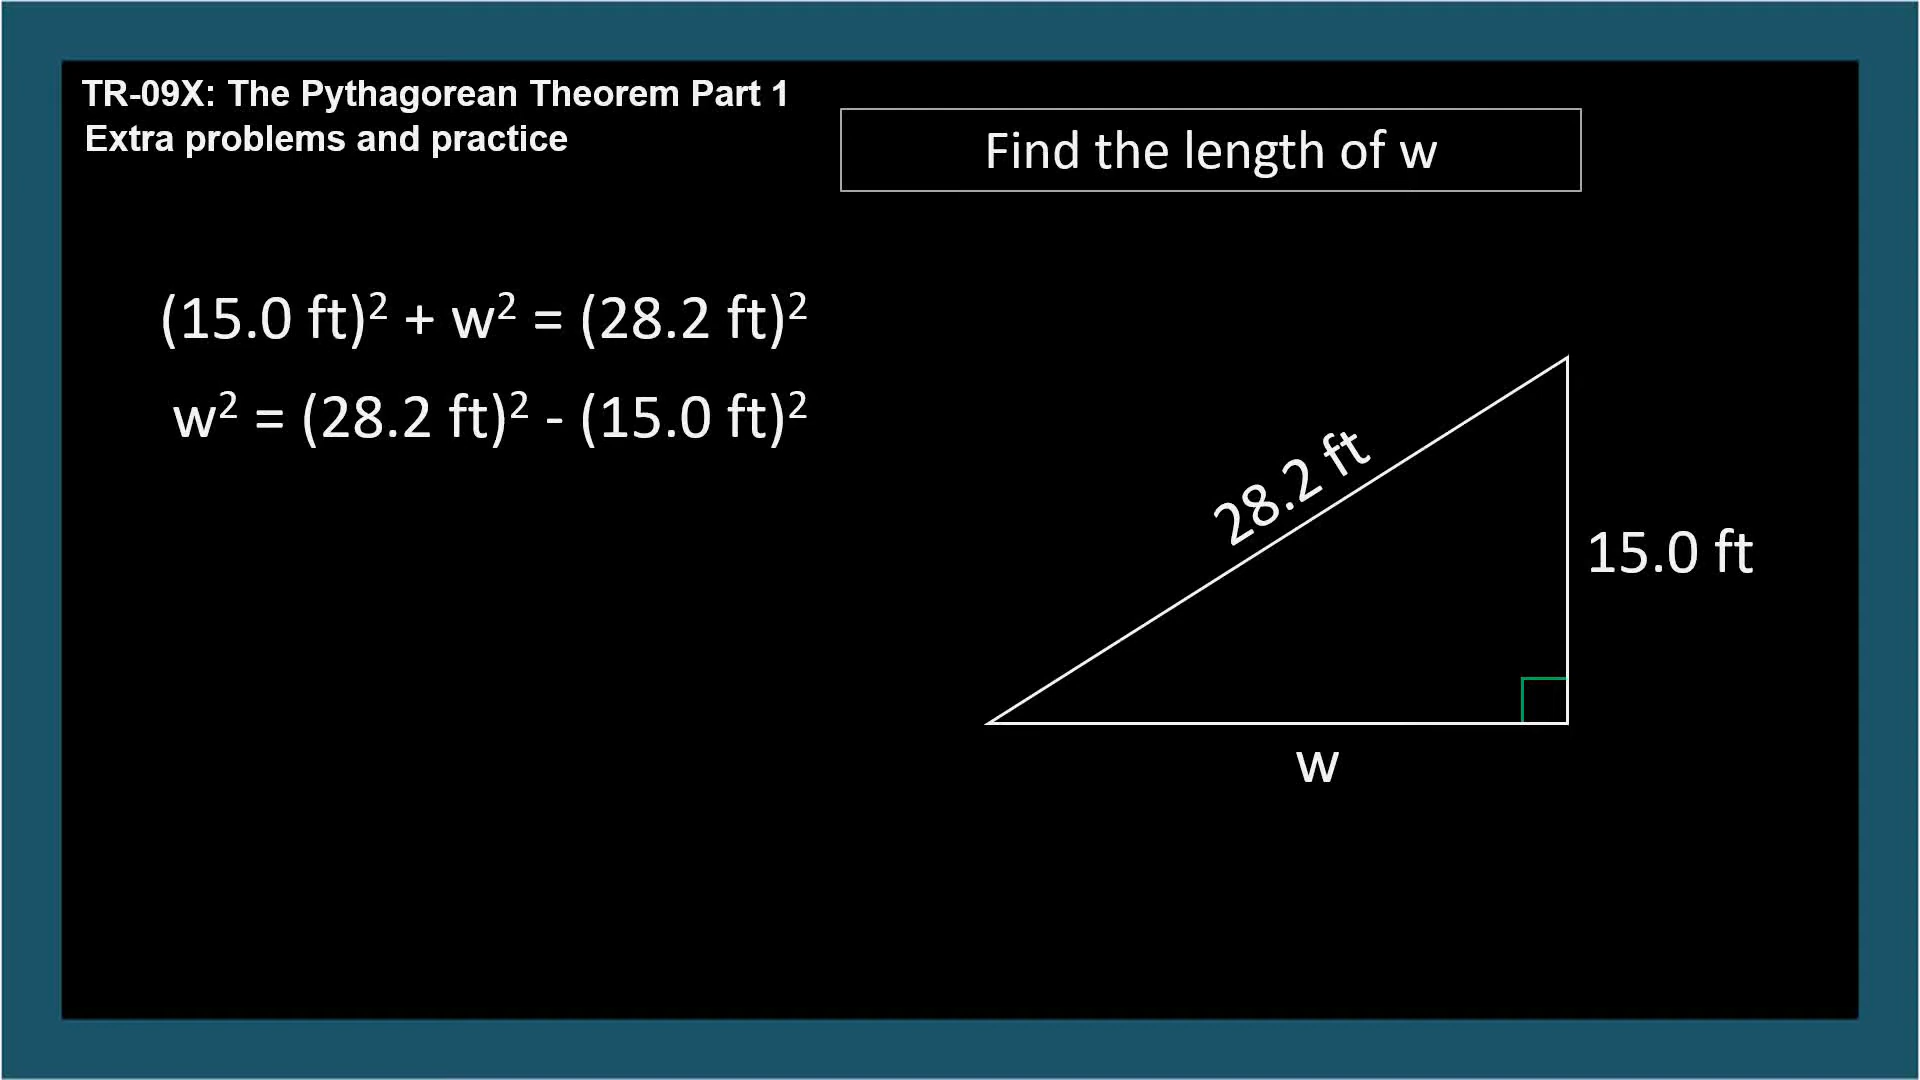 TR-09X: The Pythagorean Theorem Part 1
Extra problems and practice
Find the length of w
(15.0 ft)² + w² = (28.2 ft)²
w² = (28.2 ft)² - (15.0 ft)²
28.2 ft
15.0 ft
w